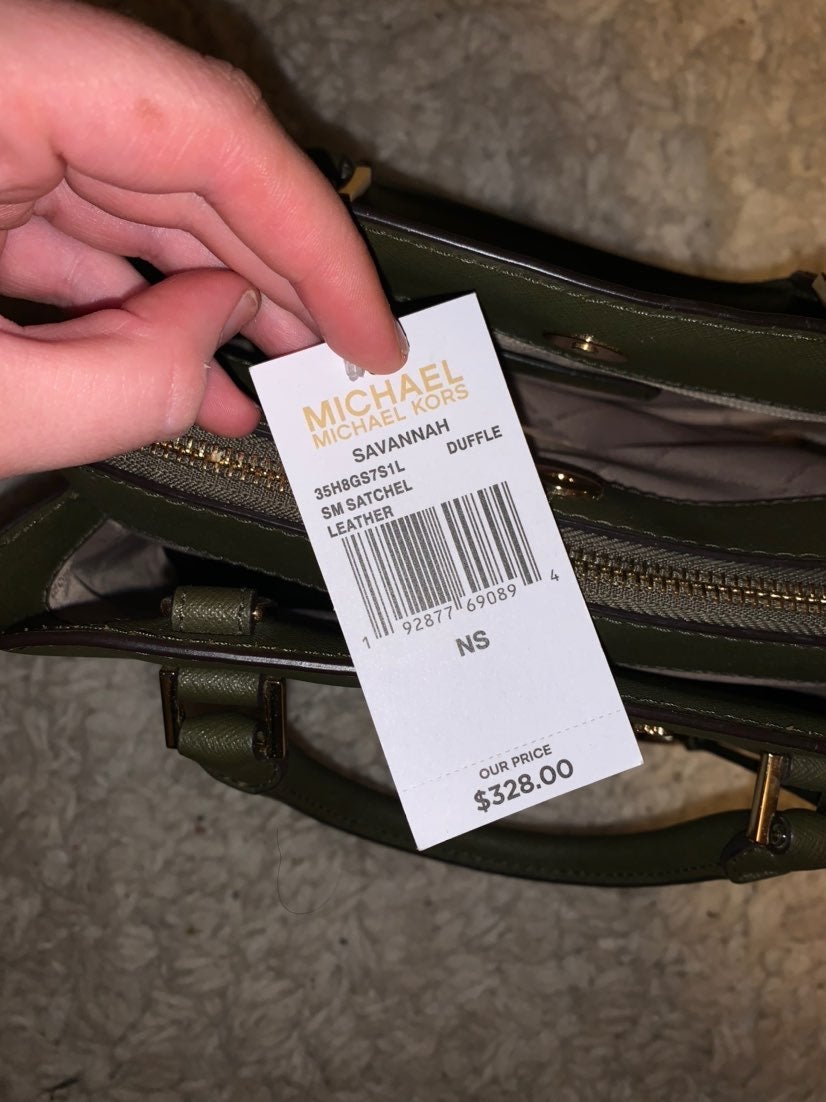 MICHAEL
MICHAEL KORS
SAVANNAH
35H8GS7S1L DUFFLE
SM SATCHEL
LEATHER
1 92877 69089 4
NS
OUR PRICE
$328.00